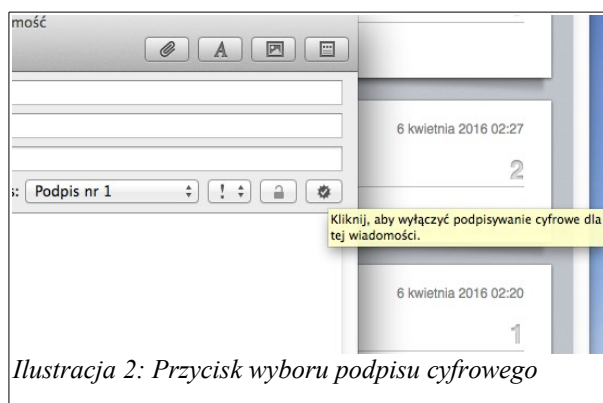 mość
6 kwietnia 2016 02:27
2
s: Podpis nr 1
Kliknij, aby wyłączyć podpisywanie cyfrowe dla
tej wiadomości.
6 kwietnia 2016 02:20
1
Ilustracja 2: Przycisk wyboru podpisu cyfrowego